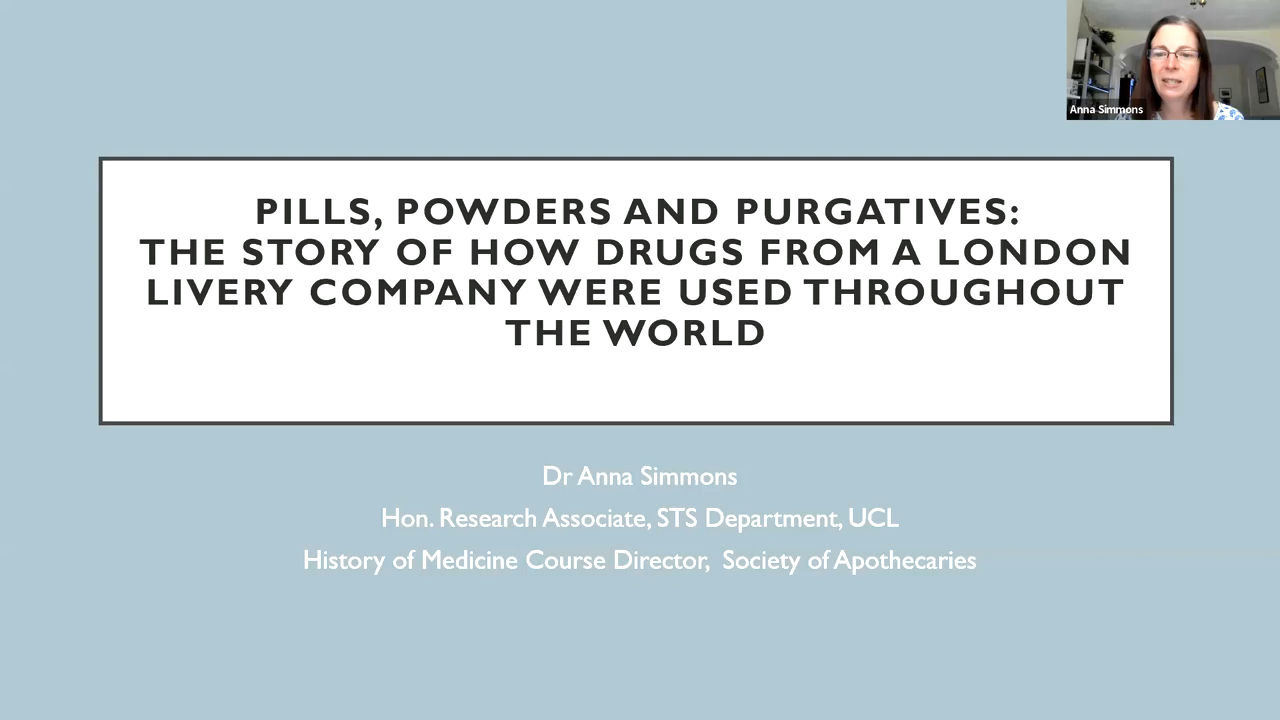 Anna Simmons
PILLS, POWDERS AND PURGATIVES:
THE STORY OF HOW DRUGS FROM A LONDON
LIVERY COMPANY WERE USED THROUGHOUT
THE WORLD
Dr Anna Simmons
Hon. Research Associate, STS Department, UCL
History of Medicine Course Director, Society of Apothecaries